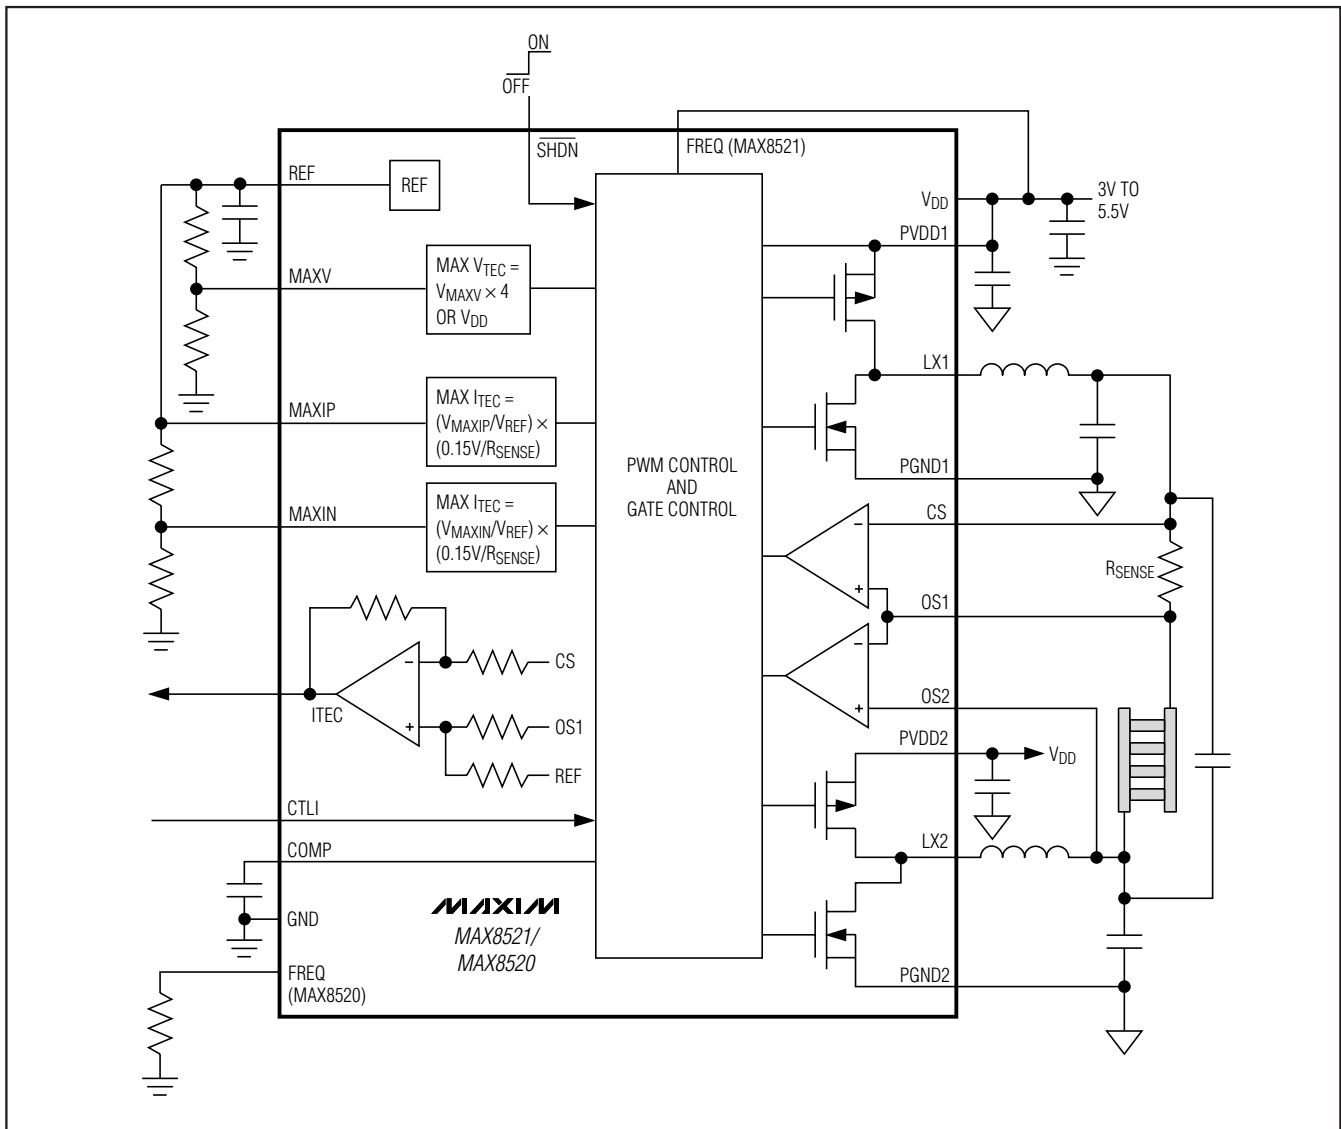 ON
OFF
SHDN
FREQ (MAX8521)
REF
REF
VDD
3V TO
5.5V
PVDD1
MAXV
MAX VTEC =
VMAXV × 4
OR VDD
LX1
MAXIP
MAX ITEC =
(VMAXIP/VREF) ×
(0.15V/RSENSE)
PWM CONTROL
AND
GATE CONTROL
PGND1
MAXIN
MAX ITEC =
(VMAXIN/VREF) ×
(0.15V/RSENSE)
CS
−
+
RSENSE
OS1
−
+
OS2
−
+
CS
OS1
REF
ITEC
PVDD2
VDD
CTLI
COMP
LX2
GND
MAXIM
MAX8521/
MAX8520
FREQ
(MAX8520)
PGND2